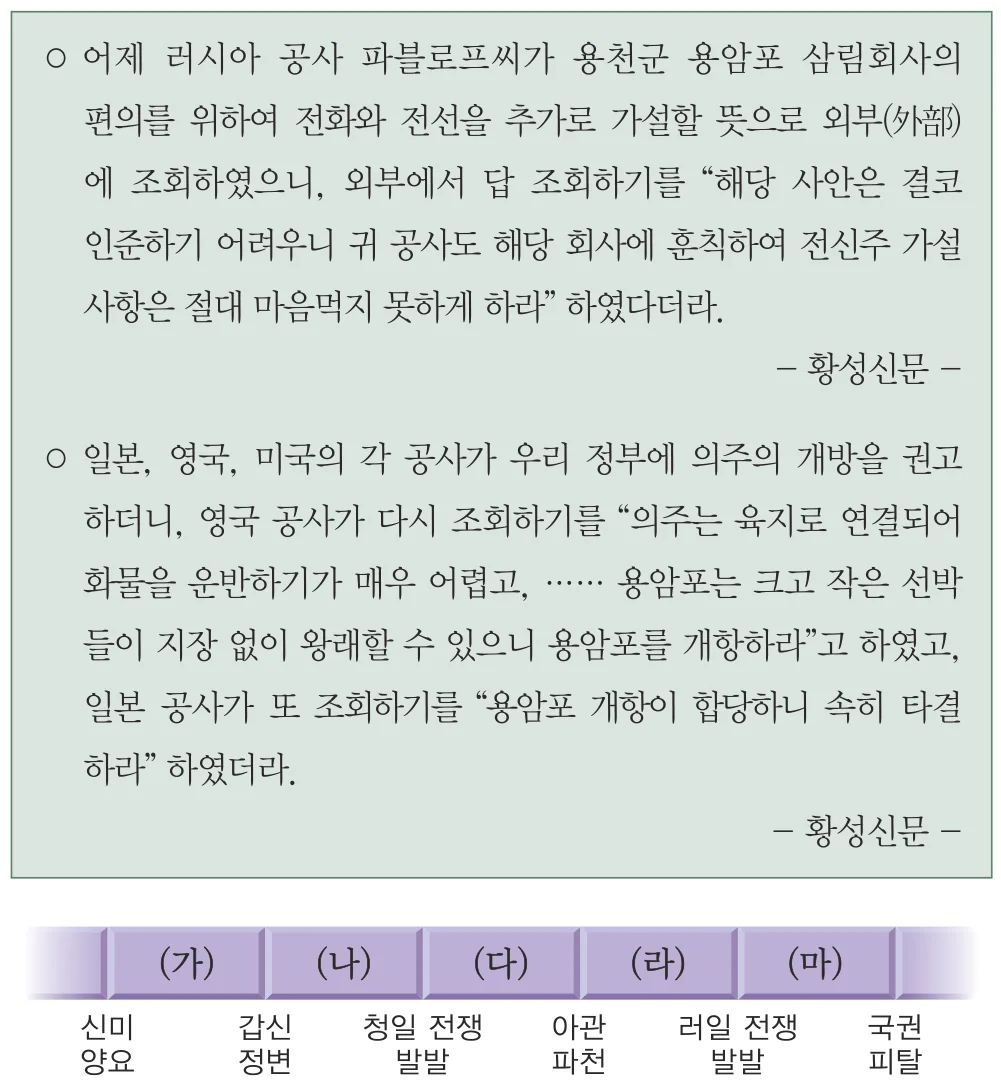 ○ 어제 러시아 공사 파블로프씨가 용천군 용암포 삼림회사의
편의를 위하여 전화와 전선을 추가로 가설할 뜻으로 외부(外部)
에 조회하였으니, 외부에서 답 조회하기를 “해당 사안은 결코
인준하기 어려우니 귀 공사도 해당 회사에 훈칙하여 전신주 가설
사항은 절대 마음먹지 못하게 하라” 하였다더라.
– 황성신문 –
○ 일본, 영국, 미국의 각 공사가 우리 정부에 의주의 개방을 권고
하더니, 영국 공사가 다시 조회하기를 “의주는 육지로 연결되어
화물을 운반하기가 매우 어렵고, …… 용암포는 크고 작은 선박
들이 지장 없이 왕래할 수 있으니 용암포를 개항하라”고 하였고,
일본 공사가 또 조회하기를 “용암포 개항이 합당하니 속히 타결
하라” 하였더라.
– 황성신문 –
(가) (나) (다) (라) (마)
신미 갑신 청일 전쟁 아관 러일 전쟁 국권
양요 정변 발발 파천 발발 피탈